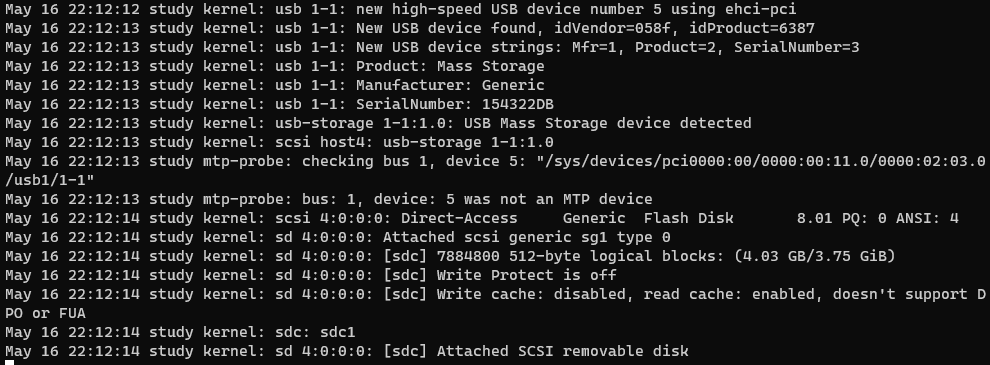 May 16 22:12:12 study kernel: usb 1-1: new high-speed USB device number 5 using ehci-pci
May 16 22:12:13 study kernel: usb 1-1: New USB device found, idVendor=058f, idProduct=6387
May 16 22:12:13 study kernel: usb 1-1: New USB device strings: Mfr=1, Product=2, SerialNumber=3
May 16 22:12:13 study kernel: usb 1-1: Product: Mass Storage
May 16 22:12:13 study kernel: usb 1-1: Manufacturer: Generic
May 16 22:12:13 study kernel: usb 1-1: SerialNumber: 154322DB
May 16 22:12:13 study kernel: usb-storage 1-1:1.0: USB Mass Storage device detected
May 16 22:12:13 study kernel: scsi host4: usb-storage 1-1:1.0
May 16 22:12:13 study mtp-probe: checking bus 1, device 5: "/sys/devices/pci0000:00/0000:00:11.0/0000:02:03.0
/usb1/1-1"
May 16 22:12:13 study mtp-probe: bus: 1, device: 5 was not an MTP device
May 16 22:12:14 study kernel: scsi 4:0:0:0: Direct-Access     Generic  Flash Disk       8.01 PQ: 0 ANSI: 4
May 16 22:12:14 study kernel: sd 4:0:0:0: Attached scsi generic sg1 type 0
May 16 22:12:14 study kernel: sd 4:0:0:0: [sdc] 7884800 512-byte logical blocks: (4.03 GB/3.75 GiB)
May 16 22:12:14 study kernel: sd 4:0:0:0: [sdc] Write Protect is off
May 16 22:12:14 study kernel: sd 4:0:0:0: [sdc] Write cache: disabled, read cache: enabled, doesn't support D
PO or FUA
May 16 22:12:14 study kernel: sdc: sdc1
May 16 22:12:14 study kernel: sd 4:0:0:0: [sdc] Attached SCSI removable disk